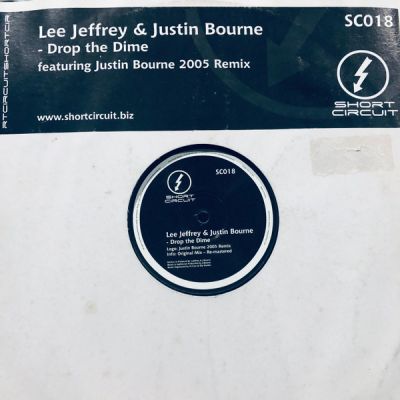 Lee Jeffrey & Justin Bourne
- Drop the Dime
featuring Justin Bourne 2005 Remix
www.shortcircuit.biz
SC018
SHORT
CIRCUIT
SC018
SHORT
CIRCUIT
Lee Jeffrey & Justin Bourne
- Drop the Dime
Logo: Justin Bourne 2005 Remix
Info: Original Mix – Re-mastered